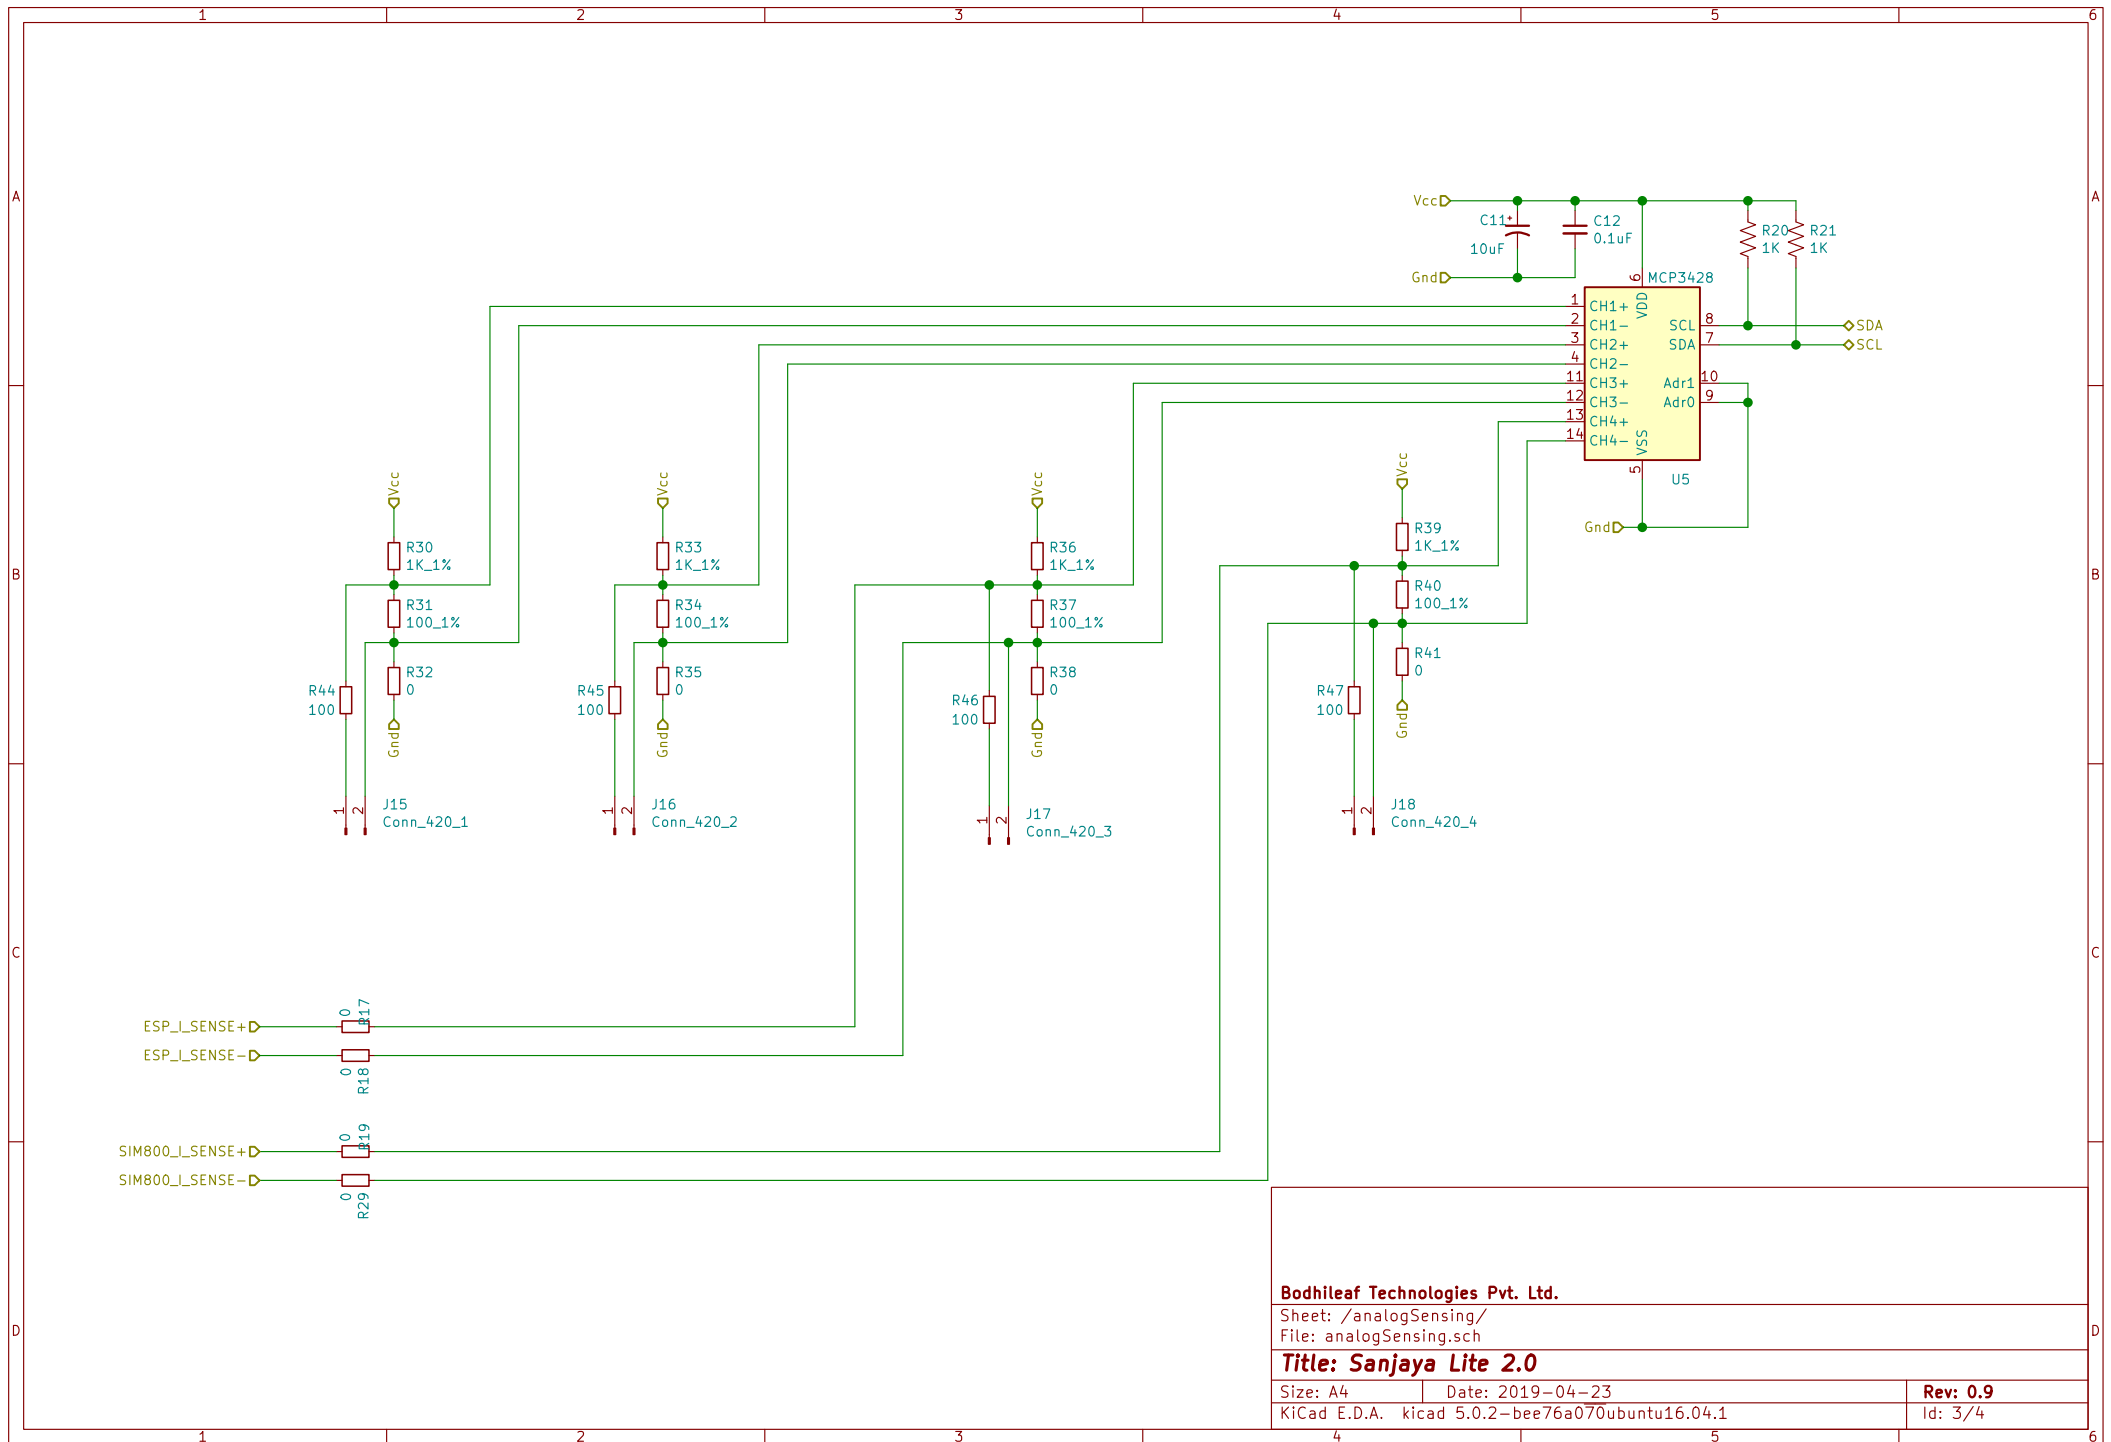 1 2 3 4 5 6
A A
Vcc
C11
10uF
C12
0.1uF
R20
1K
R21
1K
Gnd
MCP3428
6
VDD
1 CH1+
2 CH1-
3 CH2+
4 CH2-
11 CH3+
12 CH3-
13 CH4+
14 CH4-
SCL 8
SDA 7
Adr1 10
Adr0 9
VSS
5
U5
SDA
SCL
Gnd
B B
Vcc
R30
1K_1%
R31
100_1%
R32
0
R44
100
Gnd
1 2
J15
Conn_420_1
Vcc
R33
1K_1%
R34
100_1%
R35
0
R45
100
Gnd
1 2
J16
Conn_420_2
Vcc
R36
1K_1%
R37
100_1%
R38
0
R46
100
Gnd
1 2
J17
Conn_420_3
Vcc
R39
1K_1%
R40
100_1%
R41
0
R47
100
Gnd
1 2
J18
Conn_420_4
C C
ESP_I_SENSE+
0
R17
ESP_I_SENSE-
0
R18
SIM800_I_SENSE+
0
R19
SIM800_I_SENSE-
0
R29
D D
Bodhileaf Technologies Pvt. Ltd.
Sheet: /analogSensing/
File: analogSensing.sch
Title: Sanjaya Lite 2.0
Size: A4 Date: 2019-04-23 Rev: 0.9
KiCad E.D.A. kicad 5.0.2-bee76a070ubuntu16.04.1 Id: 3/4
1 2 3 4 5 6